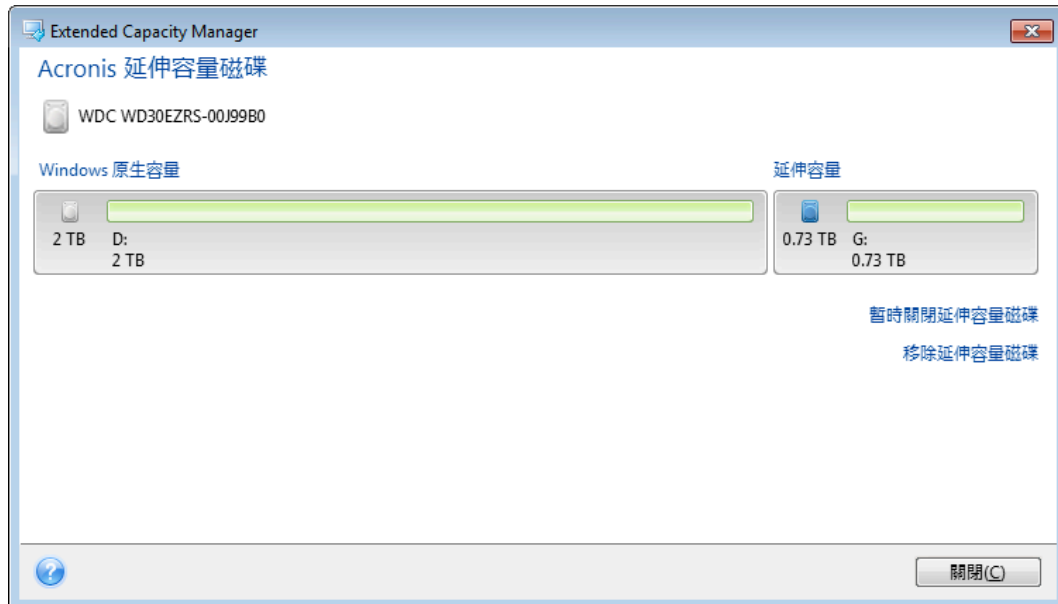 Extended Capacity Manager
Acronis 延伸容量磁碟
WDC WD30EZRS-00J99B0
Windows 原生容量
延伸容量
2 TB
D:
2 TB
0.73 TB
G:
0.73 TB
暫時關閉延伸容量磁碟
移除延伸容量磁碟
?
關閉(C)